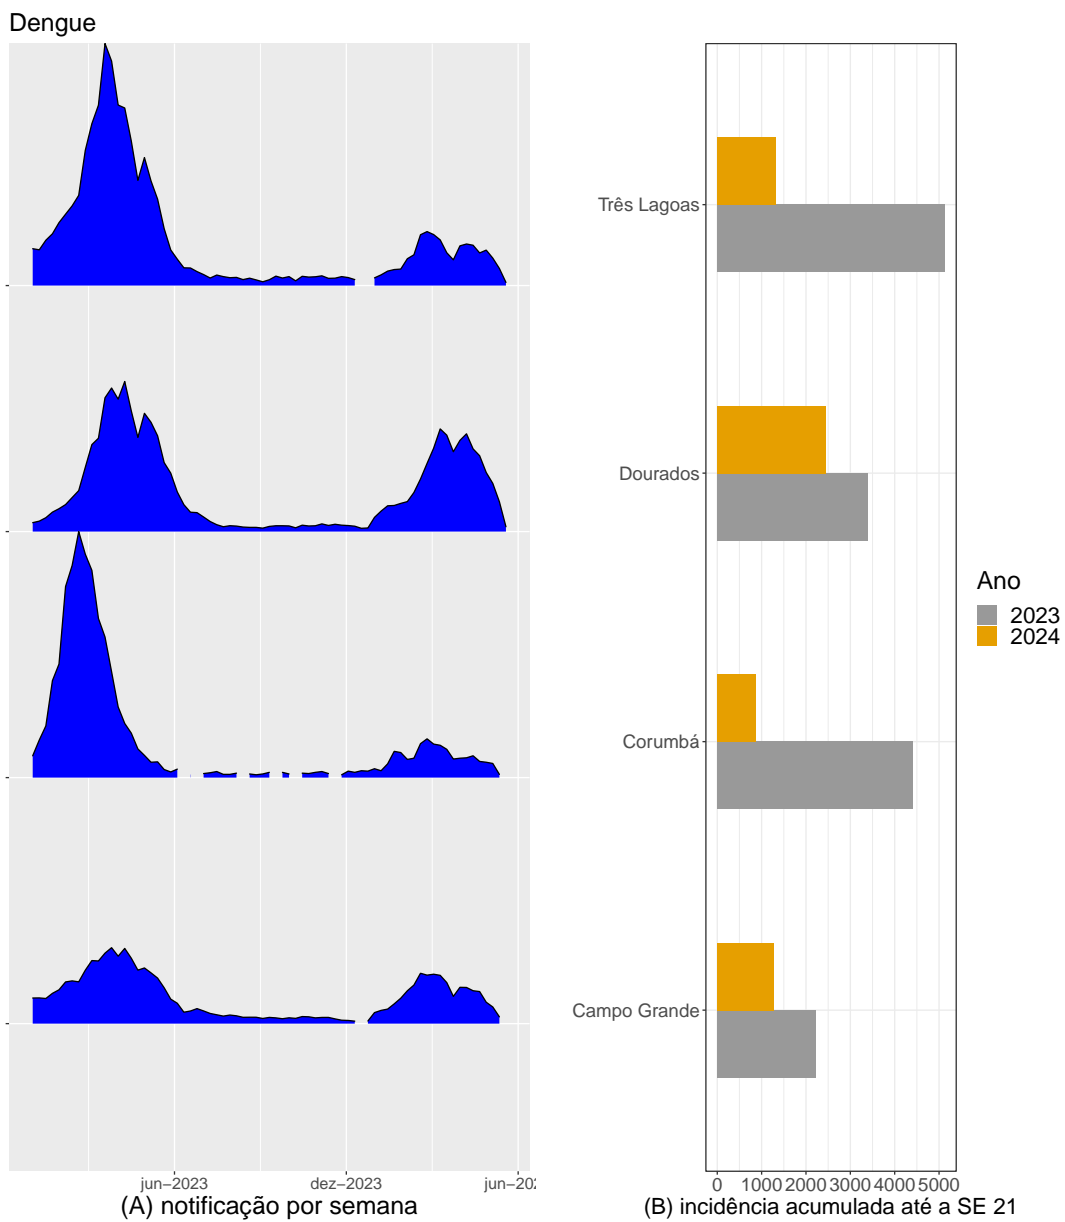 Dengue
Três Lagoas
Dourados
Corumbá
Campo Grande
Ano
2023
2024
jun–2023 dez–2023
0 1000 2000 3000 4000 5000
(A) notificação por semana
(B) incidência acumulada até a SE 21